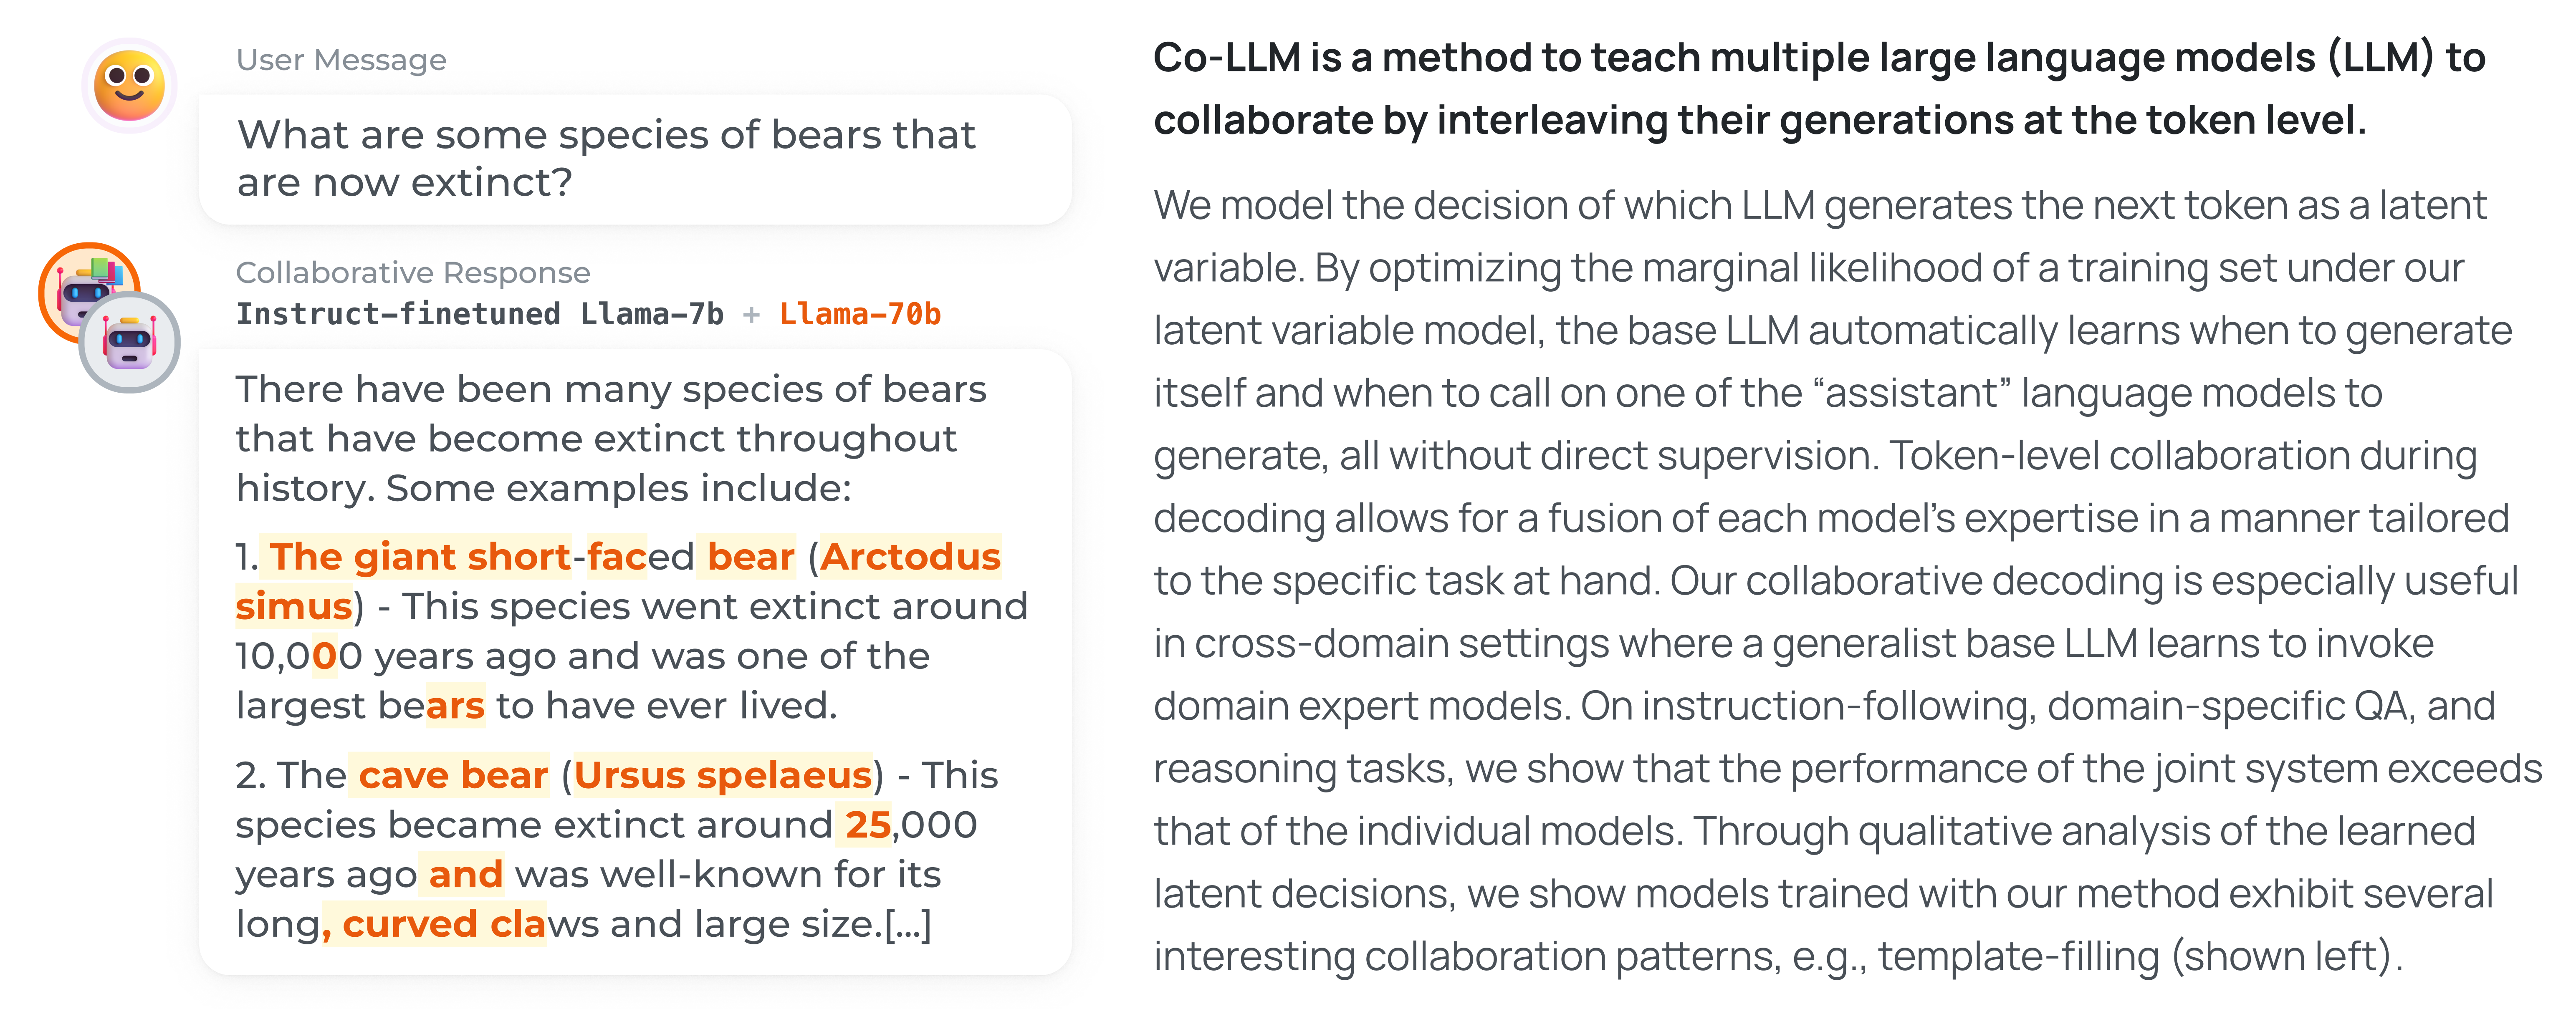 User Message
What are some species of bears that
are now extinct?
Collaborative Response
Instruct-finetuned Llama-7b + Llama-70b
There have been many species of bears
that have become extinct throughout
history. Some examples include:
1. The giant short-faced bear (Arctodus
simus) - This species went extinct around
10,000 years ago and was one of the
largest bears to have ever lived.
2. The cave bear (Ursus spelaeus) - This
species became extinct around 25,000
years ago and was well-known for its
long, curved claws and large size.[...]
Co-LLM is a method to teach multiple large language models (LLM) to
collaborate by interleaving their generations at the token level.
We model the decision of which LLM generates the next token as a latent
variable. By optimizing the marginal likelihood of a training set under our
latent variable model, the base LLM automatically learns when to generate
itself and when to call on one of the “assistant” language models to
generate, all without direct supervision. Token-level collaboration during
decoding allows for a fusion of each model’s expertise in a manner tailored
to the specific task at hand. Our collaborative decoding is especially useful
in cross-domain settings where a generalist base LLM learns to invoke
domain expert models. On instruction-following, domain-specific QA, and
reasoning tasks, we show that the performance of the joint system exceeds
that of the individual models. Through qualitative analysis of the learned
latent decisions, we show models trained with our method exhibit several
interesting collaboration patterns, e.g., template-filling (shown left).